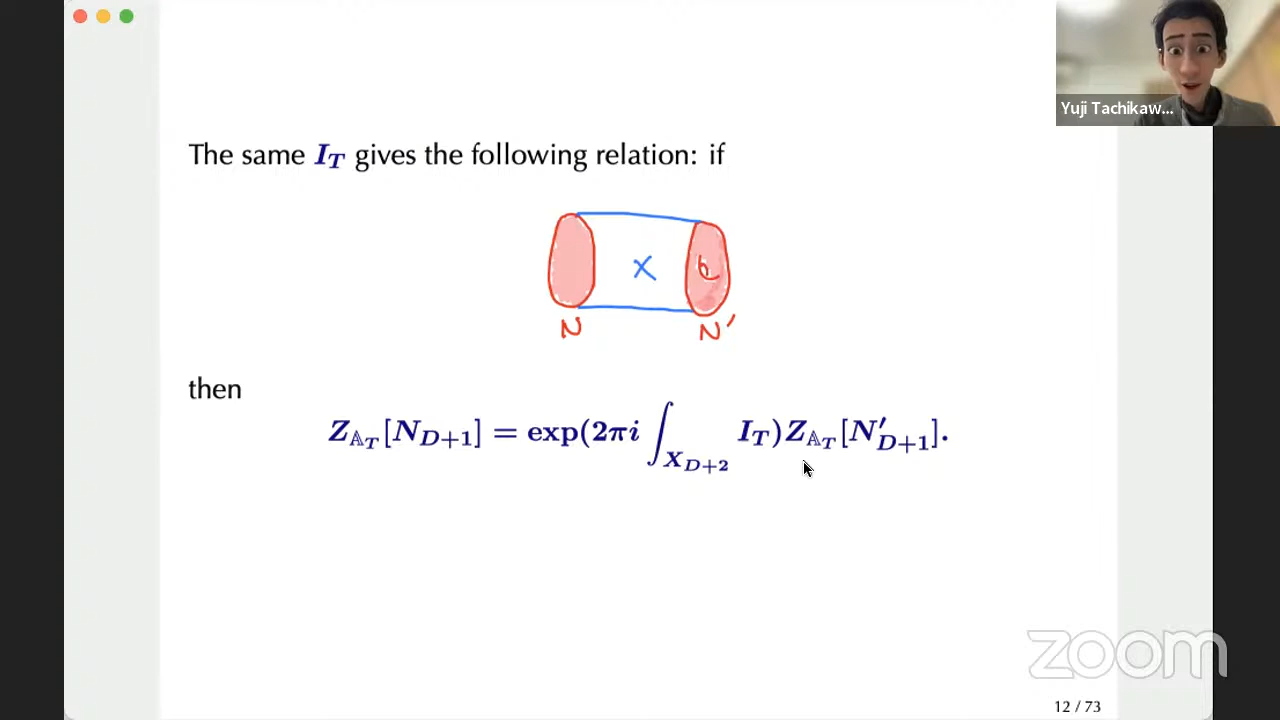 Yuji Tachikaw...
The same I_T gives the following relation: if
X
N
N′
then
Z_{𝔸_T}[N_{D+1}] = exp(2πi ∫_{X_{D+2}} I_T) Z_{𝔸_T}[N′_{D+1}].
zoom
12 / 73